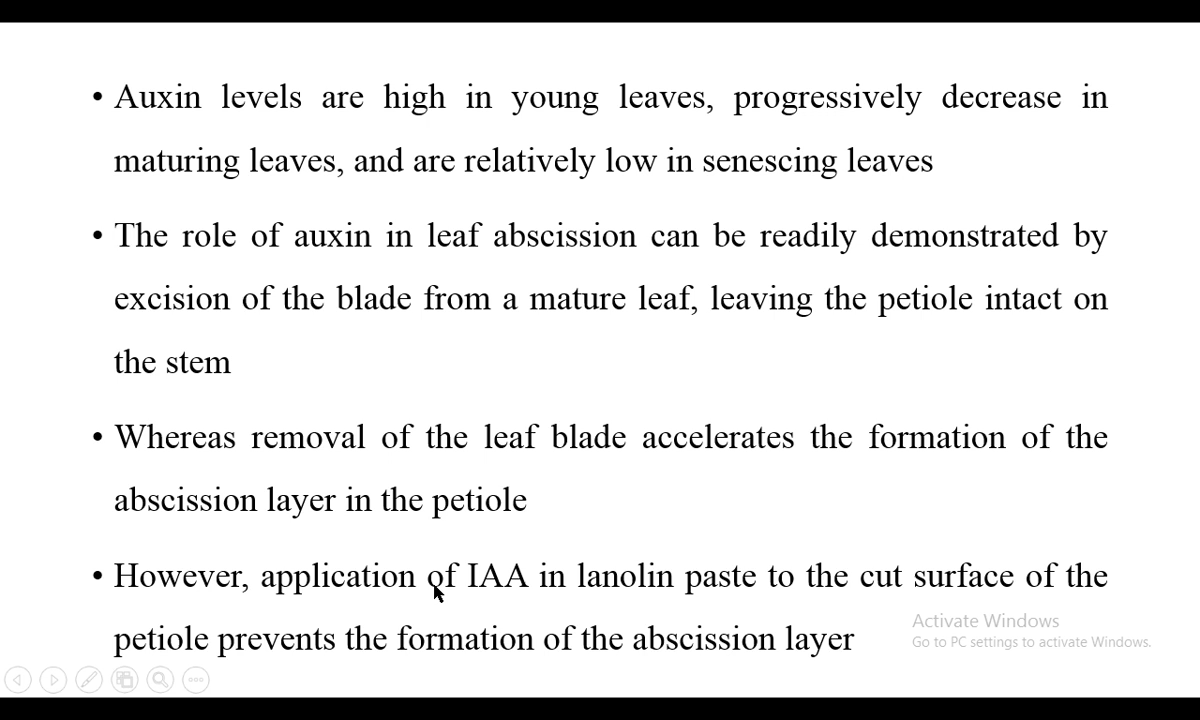 • Auxin levels are high in young leaves, progressively decrease in
maturing leaves, and are relatively low in senescing leaves
• The role of auxin in leaf abscission can be readily demonstrated by
excision of the blade from a mature leaf, leaving the petiole intact on
the stem
• Whereas removal of the leaf blade accelerates the formation of the
abscission layer in the petiole
• However, application of IAA in lanolin paste to the cut surface of the
petiole prevents the formation of the abscission layer
Activate Windows
Go to PC settings to activate Windows.